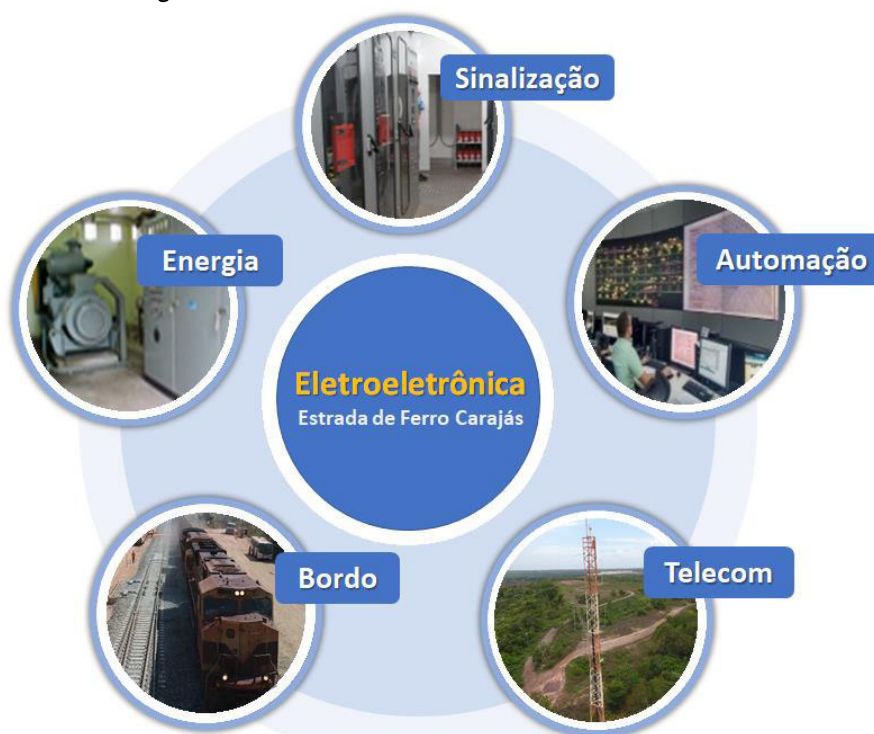 Sinalização
Energia
Automação
Eletroeletrônica
Estrada de Ferro Carajás
Bordo
Telecom